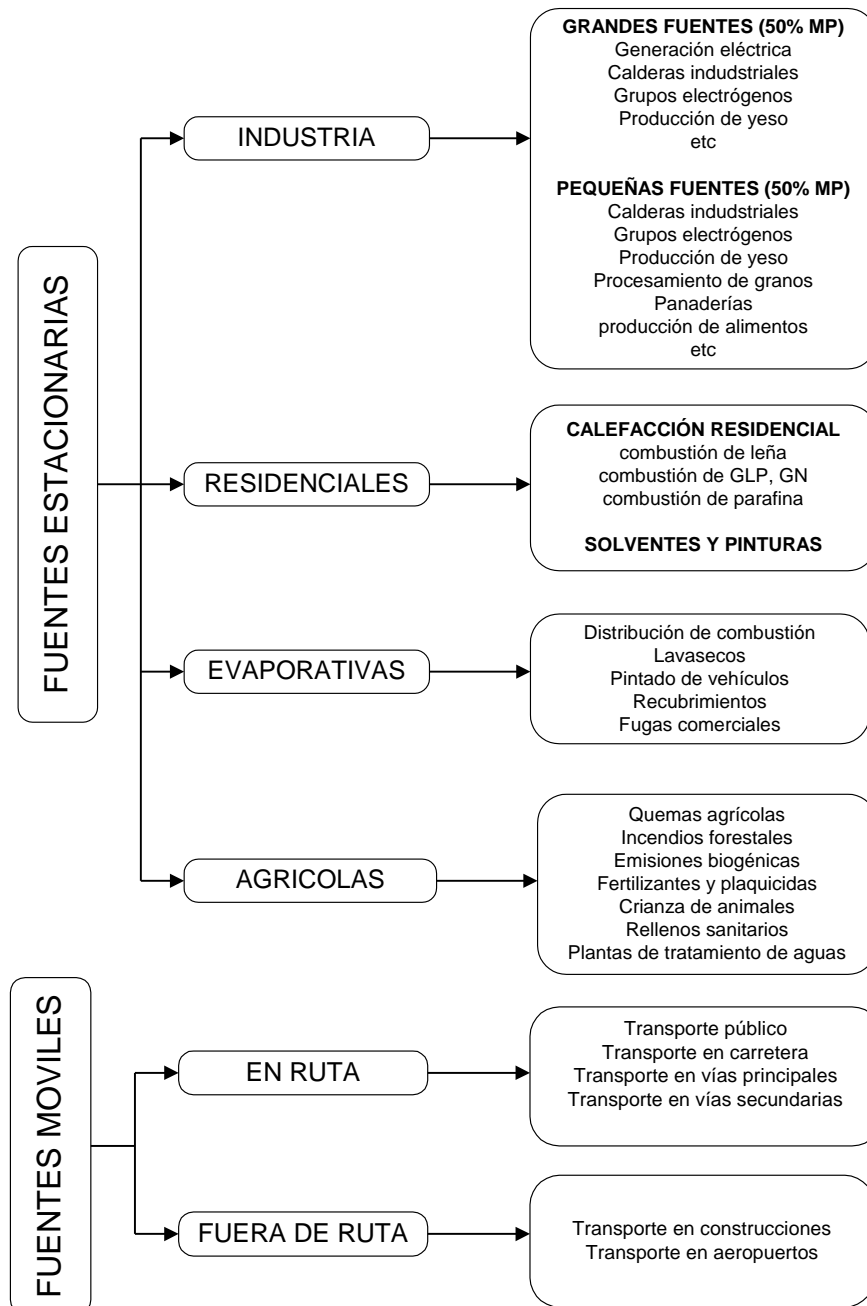 FUENTES ESTACIONARIAS
INDUSTRIA
GRANDES FUENTES (50% MP)
Generación eléctrica
Calderas indudstriales
Grupos electrógenos
Producción de yeso
etc
PEQUEÑAS FUENTES (50% MP)
Calderas indudstriales
Grupos electrógenos
Producción de yeso
Procesamiento de granos
Panaderías
producción de alimentos
etc
RESIDENCIALES
CALEFACCIÓN RESIDENCIAL
combustión de leña
combustión de GLP, GN
combustión de parafina
SOLVENTES Y PINTURAS
EVAPORATIVAS
Distribución de combustión
Lavasecos
Pintado de vehículos
Recubrimientos
Fugas comerciales
AGRICOLAS
Quemas agrícolas
Incendios forestales
Emisiones biogénicas
Fertilizantes y plaquicidas
Crianza de animales
Rellenos sanitarios
Plantas de tratamiento de aguas
FUENTES MOVILES
EN RUTA
Transporte público
Transporte en carretera
Transporte en vías principales
Transporte en vías secundarias
FUERA DE RUTA
Transporte en construcciones
Transporte en aeropuertos